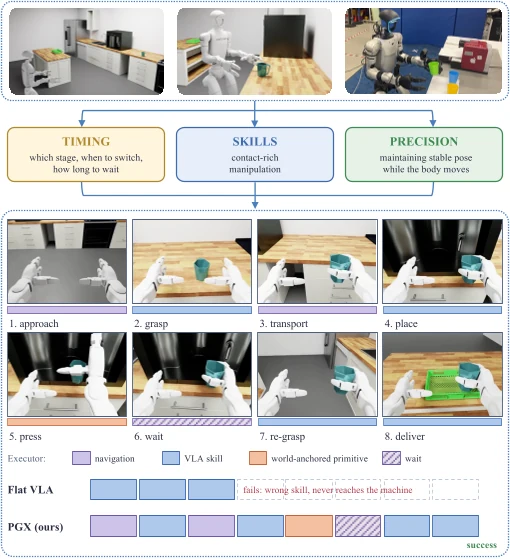 TIMING
which stage, when to switch,
how long to wait
SKILLS
contact-rich
manipulation
PRECISION
maintaining stable pose
while the body moves
1. approach
2. grasp
3. transport
4. place
5. press
6. wait
7. re-grasp
8. deliver
Executor:
navigation
VLA skill
world-anchored primitive
wait
Flat VLA
fails: wrong skill, never reaches the machine
PGX (ours)
success